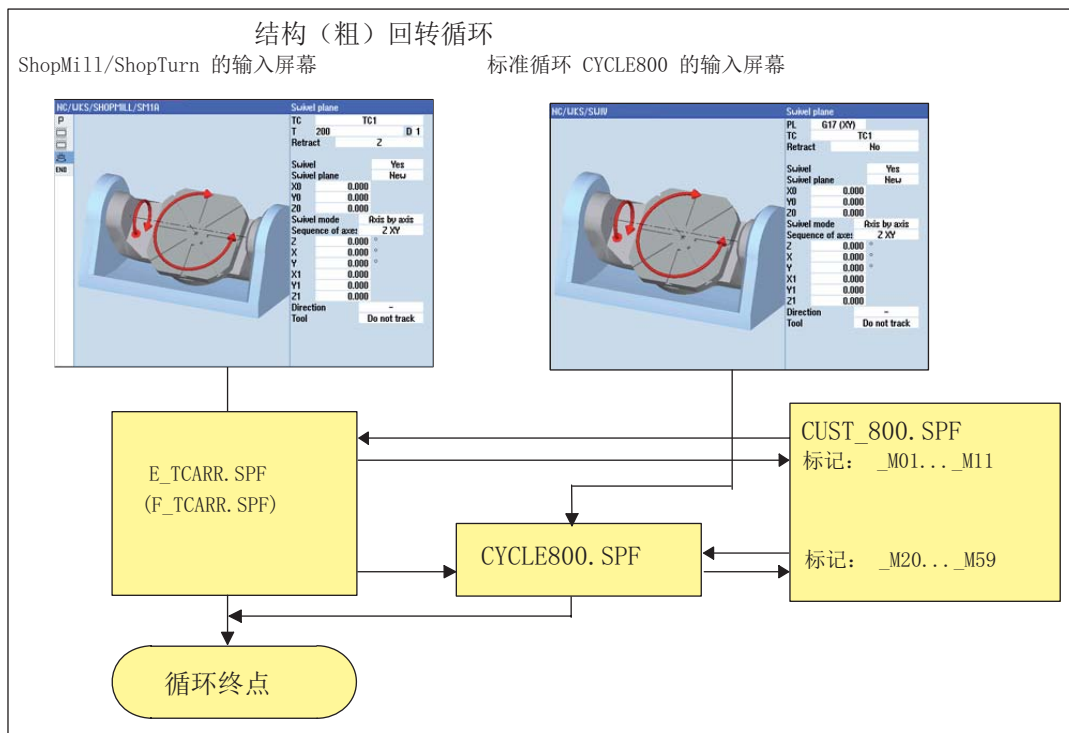 结构（粗）回转循环
ShopMill/ShopTurn 的输入屏幕
标准循环 CYCLE800 的输入屏幕
NC/WKS/SHOPMILL/SM1A
Swivel plane
P
END
TC TC1
T 200 D 1
Retract Z
Swivel Yes
Swivel plane New
X0 0.000
Y0 0.000
Z0 0.000
Swivel mode Axis by axis
Sequence of axes Z XY
Z 0.000 °
X 0.000 °
Y 0.000 °
X1 0.000
Y1 0.000
Z1 0.000
Direction -
Tool Do not track
NC/WKS/SWIV
Swivel plane
PL G17 (XY)
TC TC1
Retract No
Swivel Yes
Swivel plane New
X0 0.000
Y0 0.000
Z0 0.000
Swivel mode Axis by axis
Sequence of axes Z XY
Z 0.000 °
X 0.000 °
Y 0.000 °
X1 0.000
Y1 0.000
Z1 0.000
Direction -
Tool Do not track
E_TCARR.SPF
(F_TCARR.SPF)
CUST_800.SPF
标记： _M01..._M11
CYCLE800.SPF
标记： _M20..._M59
循环终点